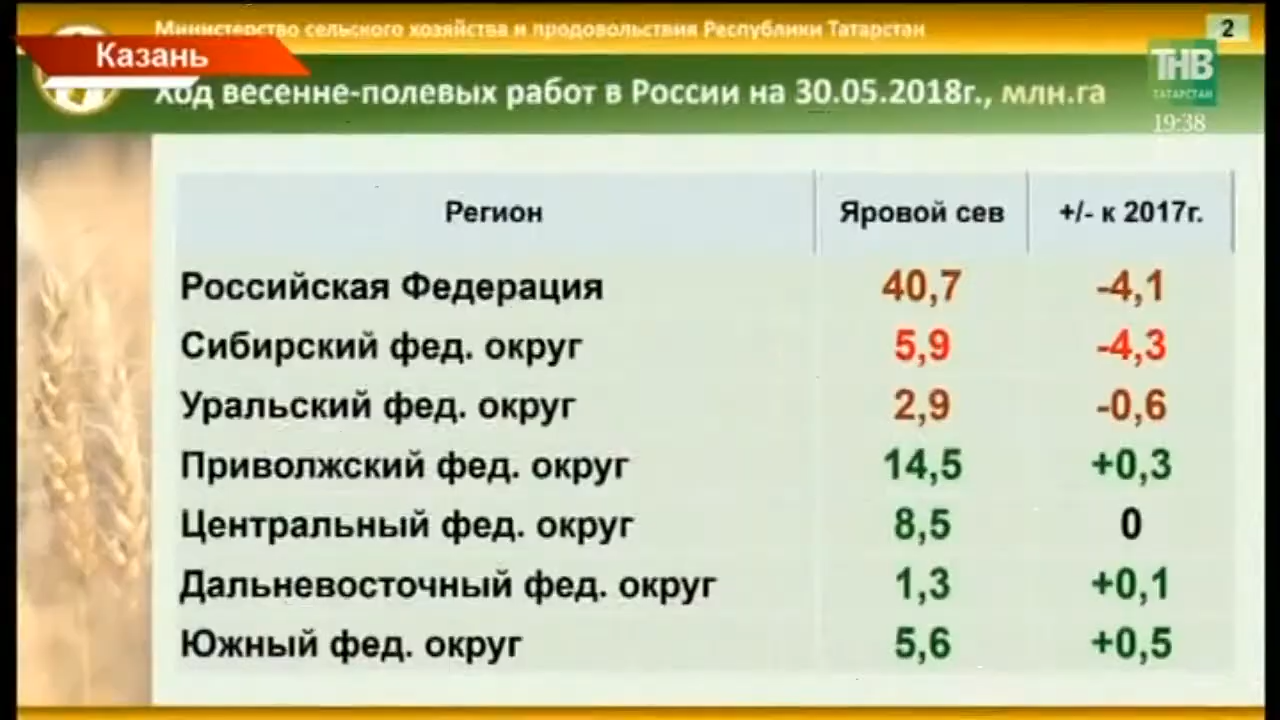 Министерство сельского хозяйства и продовольствия Республики Татарстан
2
Казань
Ход весенне-полевых работ в России на 30.05.2018г., млн.га
ТНВ
ТАТАРСТАН
19:38
Регион Яровой сев +/- к 2017г.
Российская Федерация 40,7 -4,1
Сибирский фед. округ 5,9 -4,3
Уральский фед. округ 2,9 -0,6
Приволжский фед. округ 14,5 +0,3
Центральный фед. округ 8,5 0
Дальневосточный фед. округ 1,3 +0,1
Южный фед. округ 5,6 +0,5